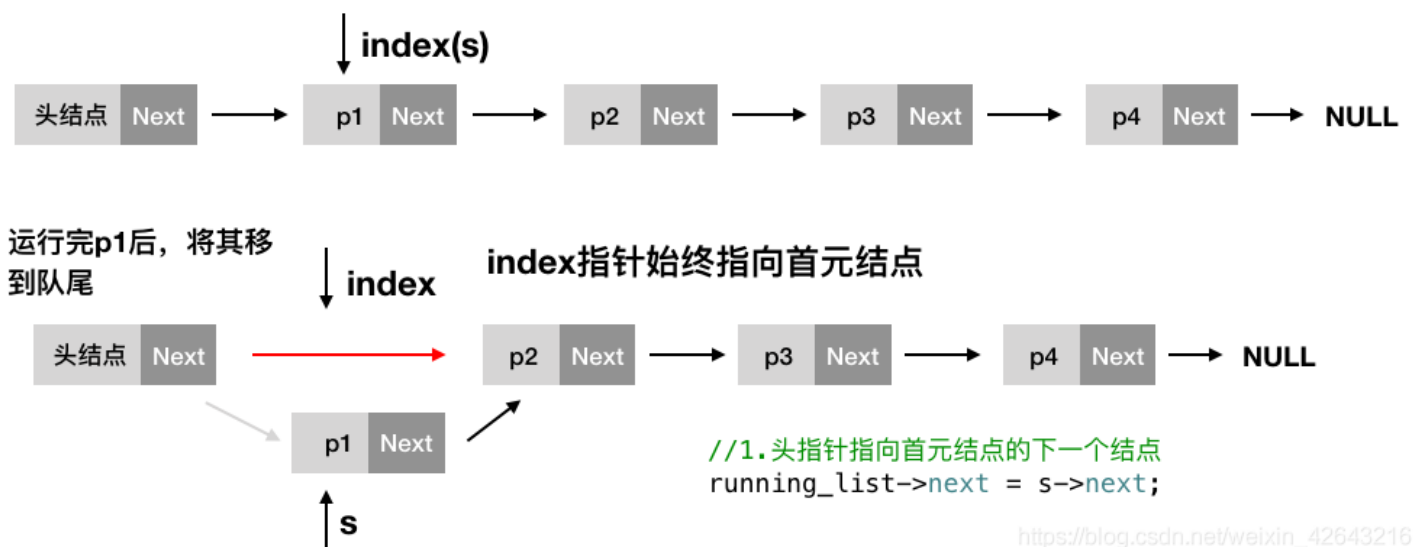 index(s)
头结点 Next p1 Next p2 Next p3 Next p4 Next NULL
运行完p1后，将其移
到队尾
index
index指针始终指向首元结点
头结点 Next p2 Next p3 Next p4 Next NULL
p1 Next
//1.头指针指向首元结点的下一个结点
running_list->next = s->next;
s
https://blog.csdn.net/weixin_42643216